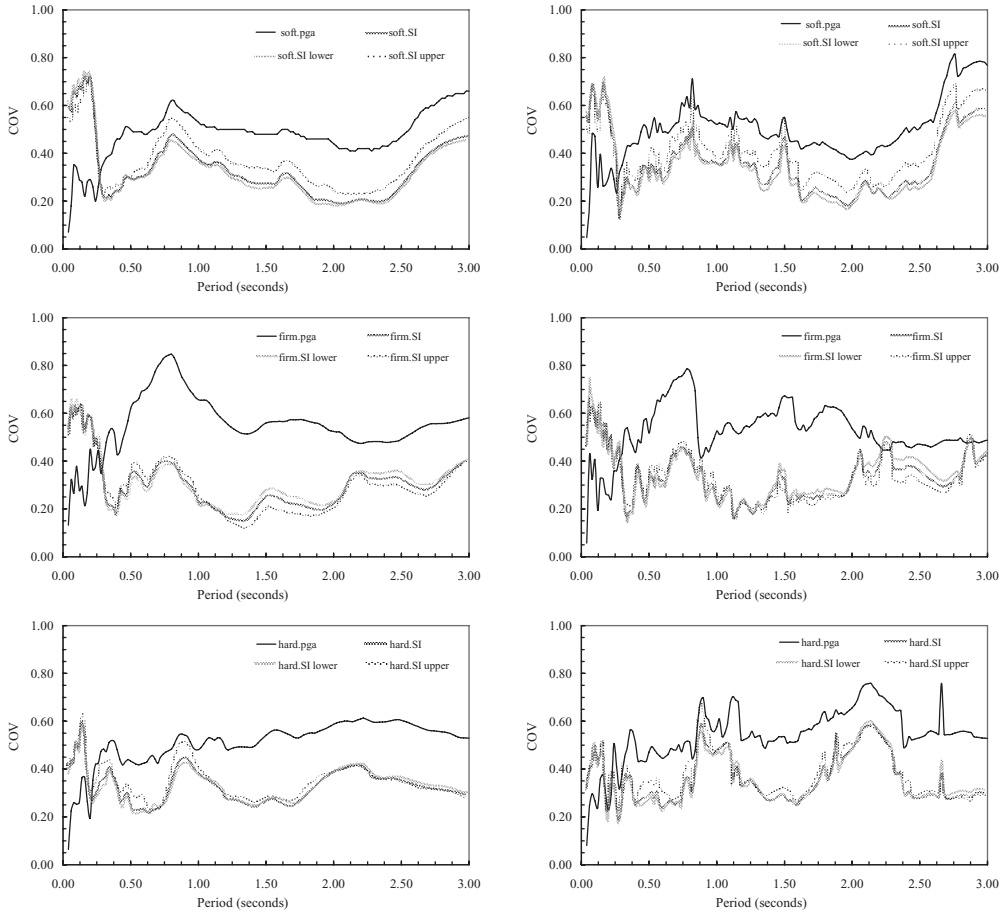 1.00
0.80
0.60
0.40
0.20
0.00
COV
soft.pga
soft.SI
soft.SI lower
soft.SI upper
0.00 0.50 1.00 1.50 2.00 2.50 3.00
Period (seconds)
1.00
0.80
0.60
0.40
0.20
0.00
COV
soft.pga
soft.SI
soft.SI lower
soft.SI upper
0.00 0.50 1.00 1.50 2.00 2.50 3.00
Period (seconds)
1.00
0.80
0.60
0.40
0.20
0.00
COV
firm.pga
firm.SI
firm.SI lower
firm.SI upper
0.00 0.50 1.00 1.50 2.00 2.50 3.00
Period (seconds)
1.00
0.80
0.60
0.40
0.20
0.00
COV
firm.pga
firm.SI
firm.SI lower
firm.SI upper
0.00 0.50 1.00 1.50 2.00 2.50 3.00
Period (seconds)
1.00
0.80
0.60
0.40
0.20
0.00
COV
hard.pga
hard.SI
hard.SI lower
hard.SI upper
0.00 0.50 1.00 1.50 2.00 2.50 3.00
Period (seconds)
1.00
0.80
0.60
0.40
0.20
0.00
COV
hard.pga
hard.SI
hard.SI lower
hard.SI upper
0.00 0.50 1.00 1.50 2.00 2.50 3.00
Period (seconds)